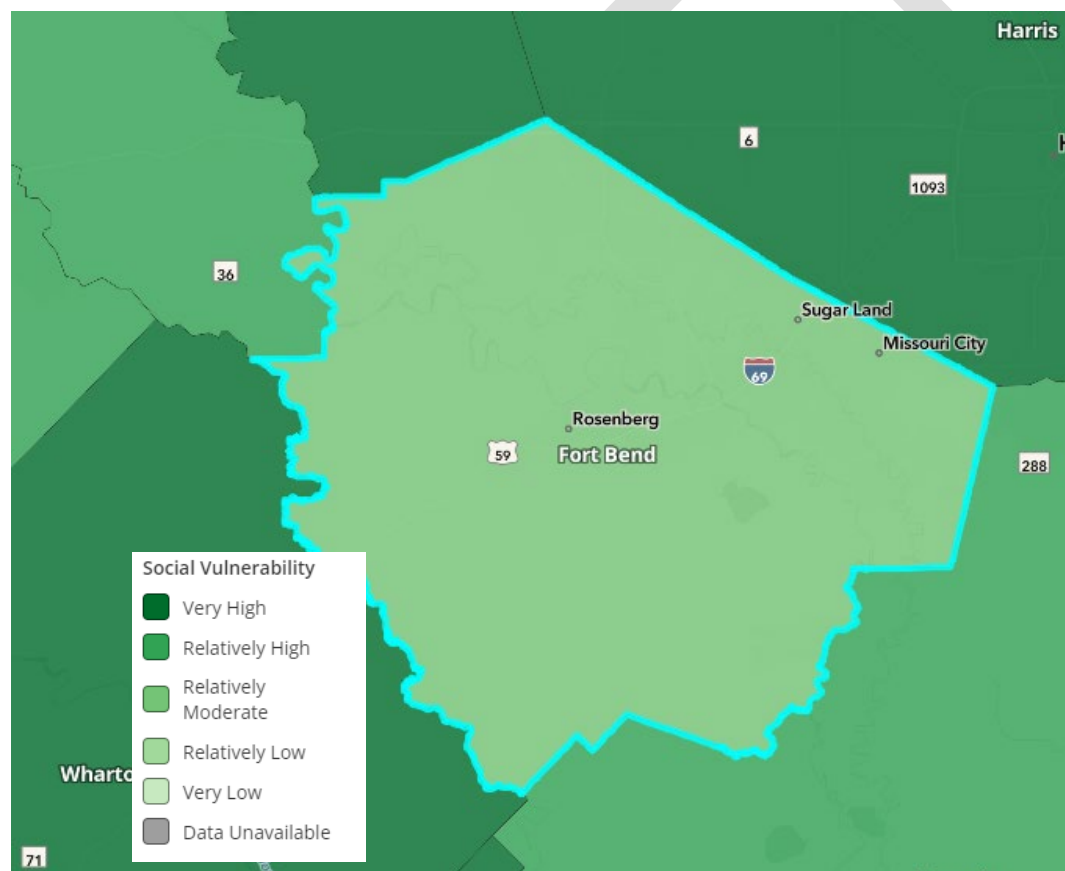 Harris
6
1093
36
Sugar Land
Missouri City
69
Rosenberg
59
Fort Bend
288
Social Vulnerability
Very High
Relatively High
Relatively
Moderate
Relatively Low
Very Low
Data Unavailable
71